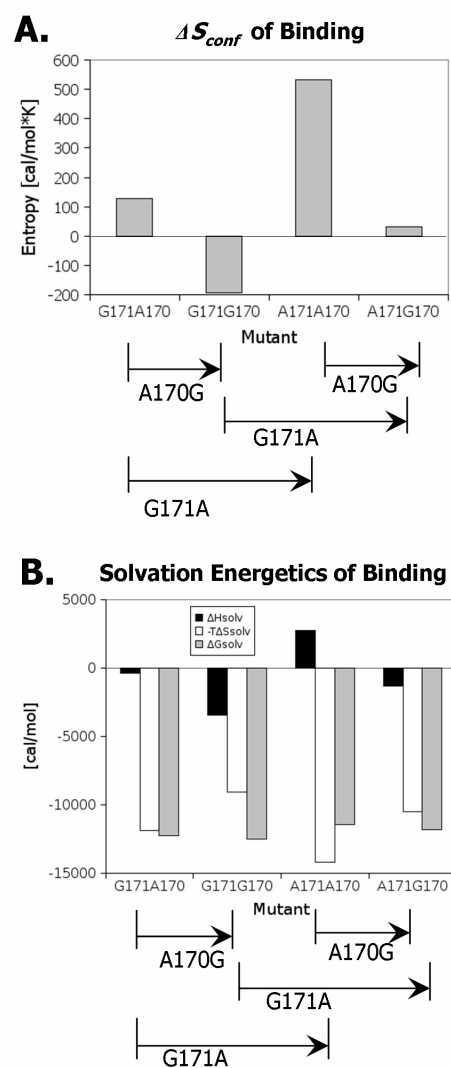 A. ΔSconf of Binding
600
500
400
300
200
100
0
-100
-200
Entropy [cal/mol*K]
G171A170 G171G170 A171A170 A171G170
Mutant
A170G A170G
G171A
G171A
B. Solvation Energetics of Binding
5000
0
-5000
-10000
-15000
[cal/mol]
ΔHsolv
-TΔSsolv
ΔGsolv
G171A170 G171G170 A171A170 A171G170
Mutant
A170G A170G
G171A
G171A